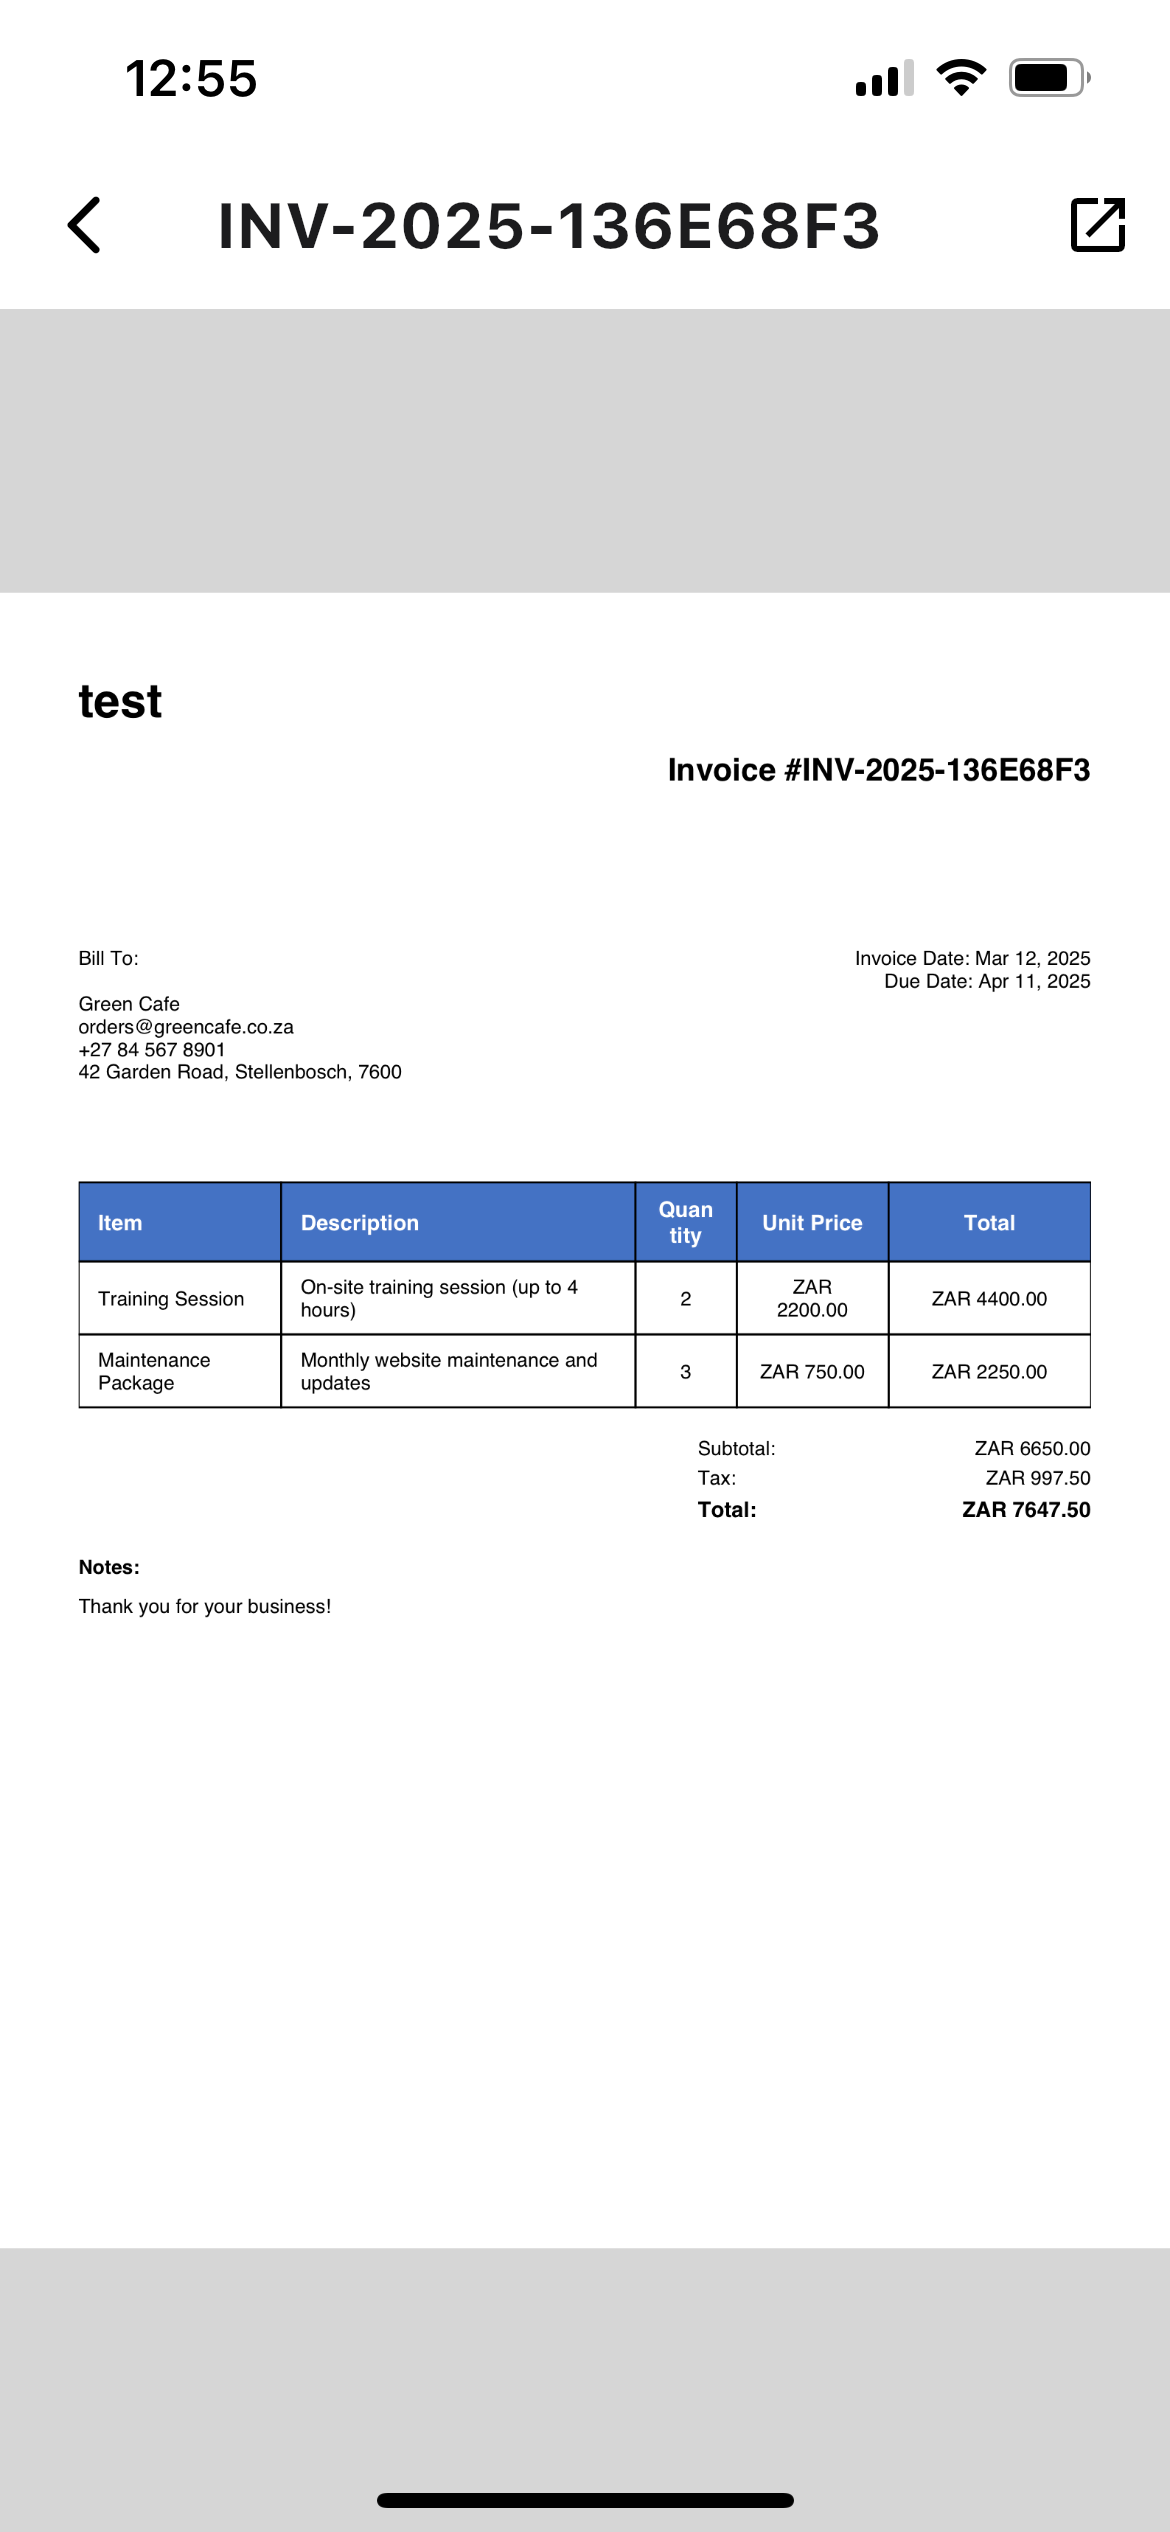 12:55
INV-2025-136E68F3
test
Invoice #INV-2025-136E68F3
Bill To:
Invoice Date: Mar 12, 2025
Due Date: Apr 11, 2025
Green Cafe
orders@greencafe.co.za
+27 84 567 8901
42 Garden Road, Stellenbosch, 7600
Item
Description
Quan
tity
Unit Price
Total
Training Session
On-site training session (up to 4
hours)
2
ZAR
2200.00
ZAR 4400.00
Maintenance
Package
Monthly website maintenance and
updates
3
ZAR 750.00
ZAR 2250.00
Subtotal: ZAR 6650.00
Tax: ZAR 997.50
Total: ZAR 7647.50
Notes:
Thank you for your business!